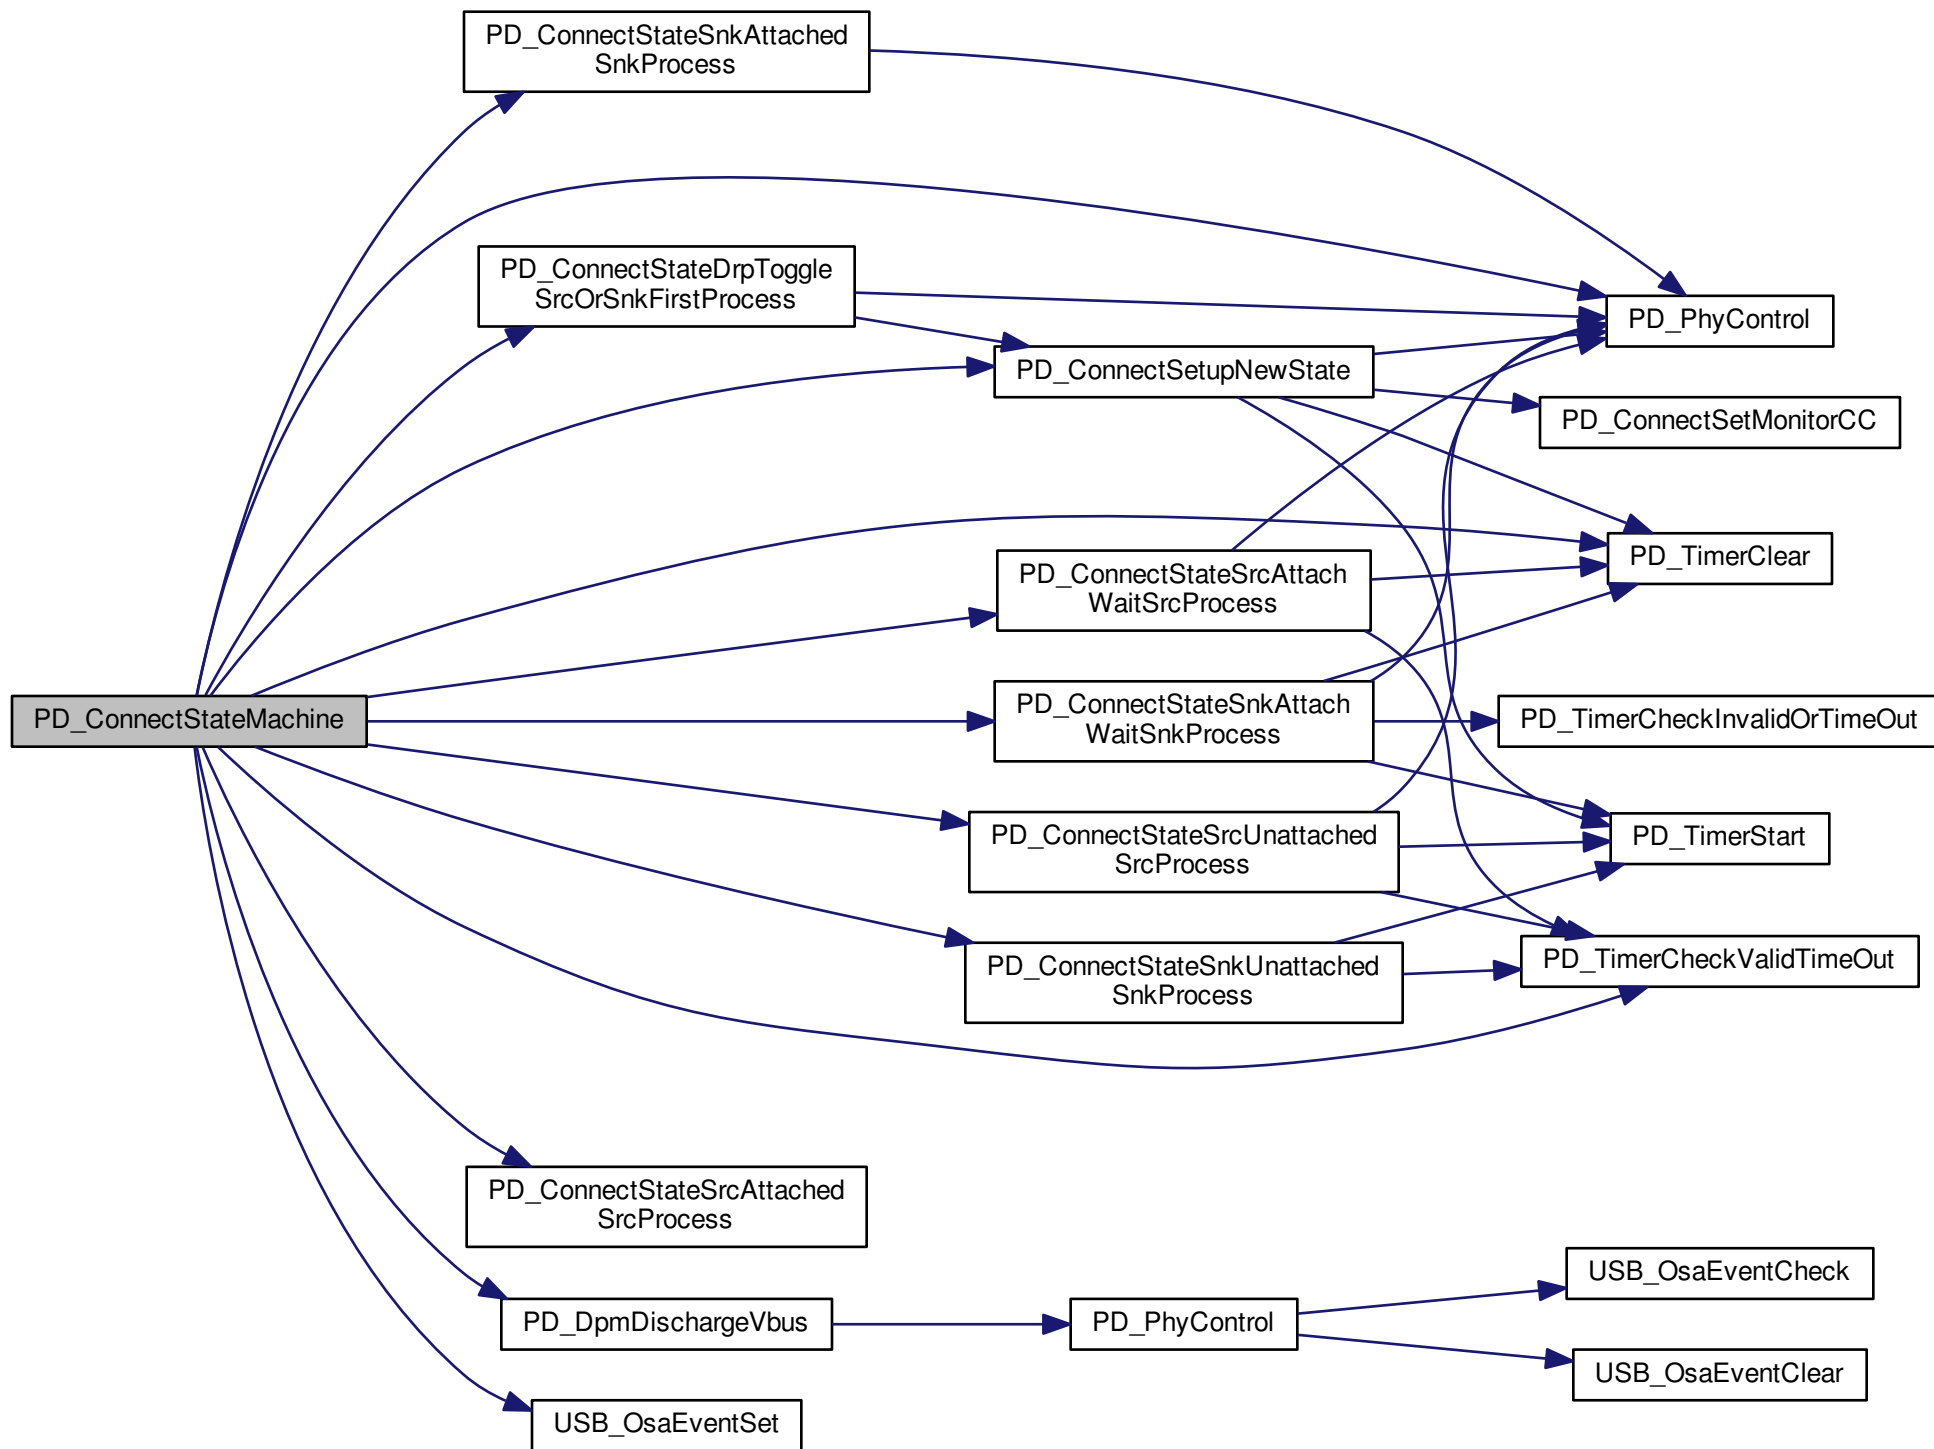 PD_ConnectStateSnkAttached
SnkProcess
PD_ConnectStateDrpToggle
SrcOrSnkFirstProcess
PD_PhyControl
PD_ConnectSetupNewState
PD_ConnectSetMonitorCC
PD_TimerClear
PD_ConnectStateSrcAttach
WaitSrcProcess
PD_ConnectStateMachine
PD_ConnectStateSnkAttach
WaitSnkProcess
PD_TimerCheckInvalidOrTimeOut
PD_ConnectStateSrcUnattached
SrcProcess
PD_TimerStart
PD_ConnectStateSnkUnattached
SnkProcess
PD_TimerCheckValidTimeOut
PD_ConnectStateSrcAttached
SrcProcess
PD_DpmDischargeVbus
PD_PhyControl
USB_OsaEventCheck
USB_OsaEventClear
USB_OsaEventSet